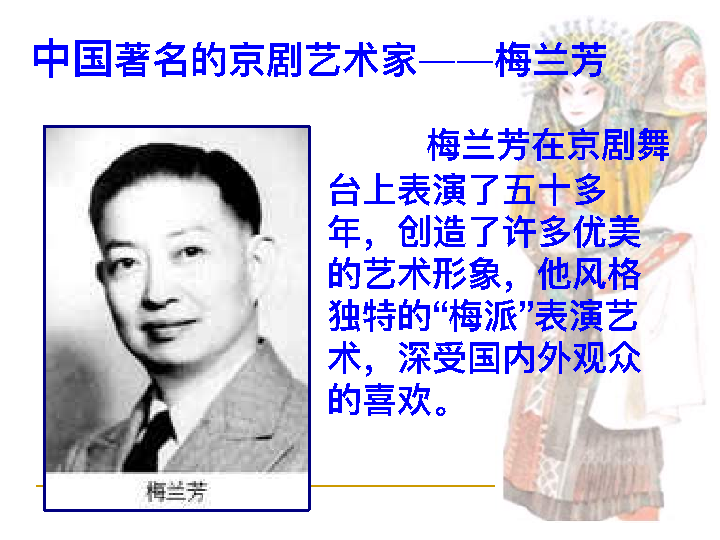 中国著名的京剧艺术家——梅兰芳
梅兰芳在京剧舞
台上表演了五十多
年，创造了许多优美
的艺术形象，他风格
独特的“梅派”表演艺
术，深受国内外观众
的喜欢。
梅兰芳